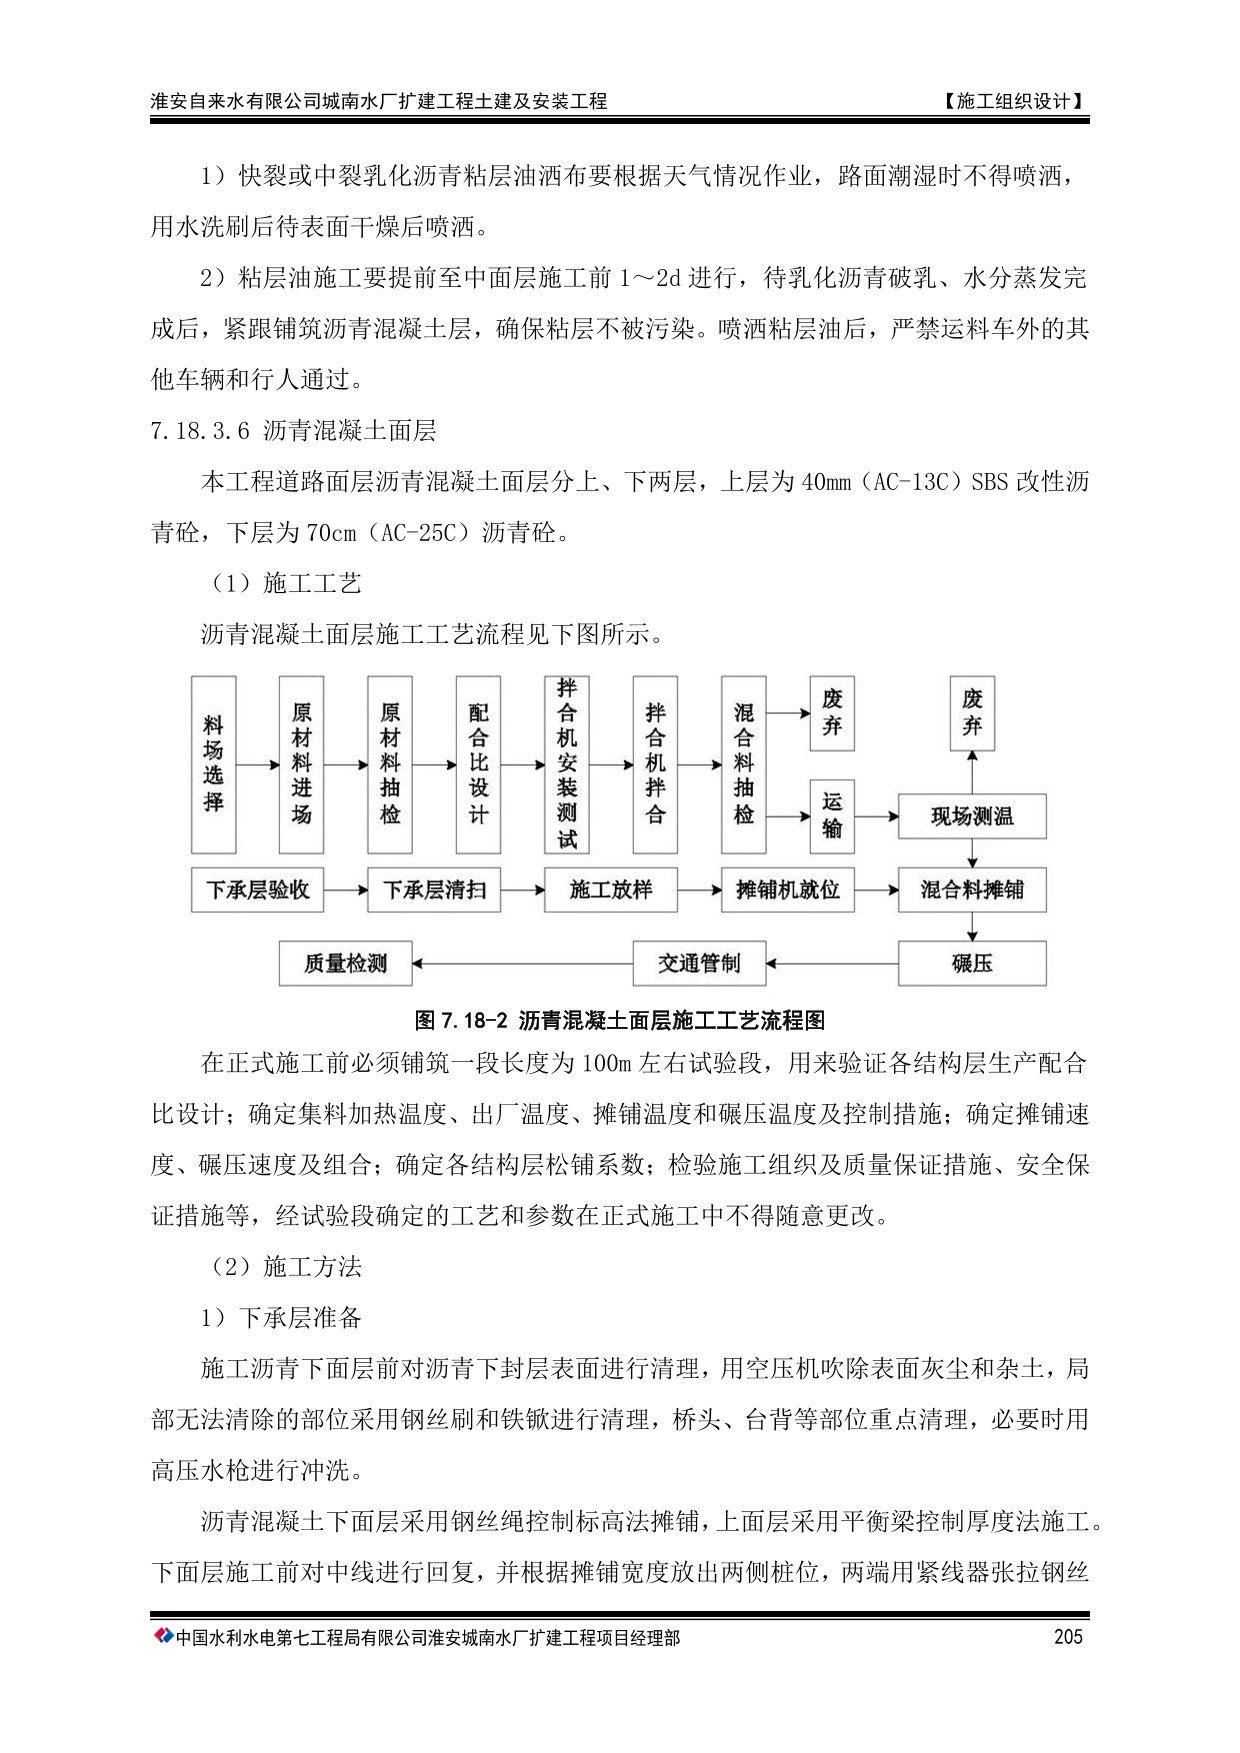 淮安自来水有限公司城南水厂扩建工程土建及安装工程 【施工组织设计】
1）快裂或中裂乳化沥青粘层油洒布要根据天气情况作业，路面潮湿时不得喷洒，
用水洗刷后待表面干燥后喷洒。
2）粘层油施工要提前至中面层施工前 1～2d 进行，待乳化沥青破乳、水分蒸发完
成后，紧跟铺筑沥青混凝土层，确保粘层不被污染。喷洒粘层油后，严禁运料车外的其
他车辆和行人通过。
7.18.3.6 沥青混凝土面层
本工程道路面层沥青混凝土面层分上、下两层，上层为 40mm（AC-13C）SBS 改性沥
青砼，下层为 70cm（AC-25C）沥青砼。
（1）施工工艺
沥青混凝土面层施工工艺流程见下图所示。
料场选择
原材料进场
原材料抽检
配合比设计
拌合机安装测试
拌合机拌合
混合料抽检
废弃
运输
废弃
现场测温
下承层验收
下承层清扫
施工放样
摊铺机就位
混合料摊铺
质量检测
交通管制
碾压
图 7.18-2 沥青混凝土面层施工工艺流程图
在正式施工前必须铺筑一段长度为 100m 左右试验段，用来验证各结构层生产配合
比设计；确定集料加热温度、出厂温度、摊铺温度和碾压温度及控制措施；确定摊铺速
度、碾压速度及组合；确定各结构层松铺系数；检验施工组织及质量保证措施、安全保
证措施等，经试验段确定的工艺和参数在正式施工中不得随意更改。
（2）施工方法
1）下承层准备
施工沥青下面层前对沥青下封层表面进行清理，用空压机吹除表面灰尘和杂土，局
部无法清除的部位采用钢丝刷和铁锨进行清理，桥头、台背等部位重点清理，必要时用
高压水枪进行冲洗。
沥青混凝土下面层采用钢丝绳控制标高法摊铺，上面层采用平衡梁控制厚度法施工。
下面层施工前对中线进行回复，并根据摊铺宽度放出两侧桩位，两端用紧线器张拉钢丝
中国水利水电第七工程局有限公司淮安城南水厂扩建工程项目经理部 205